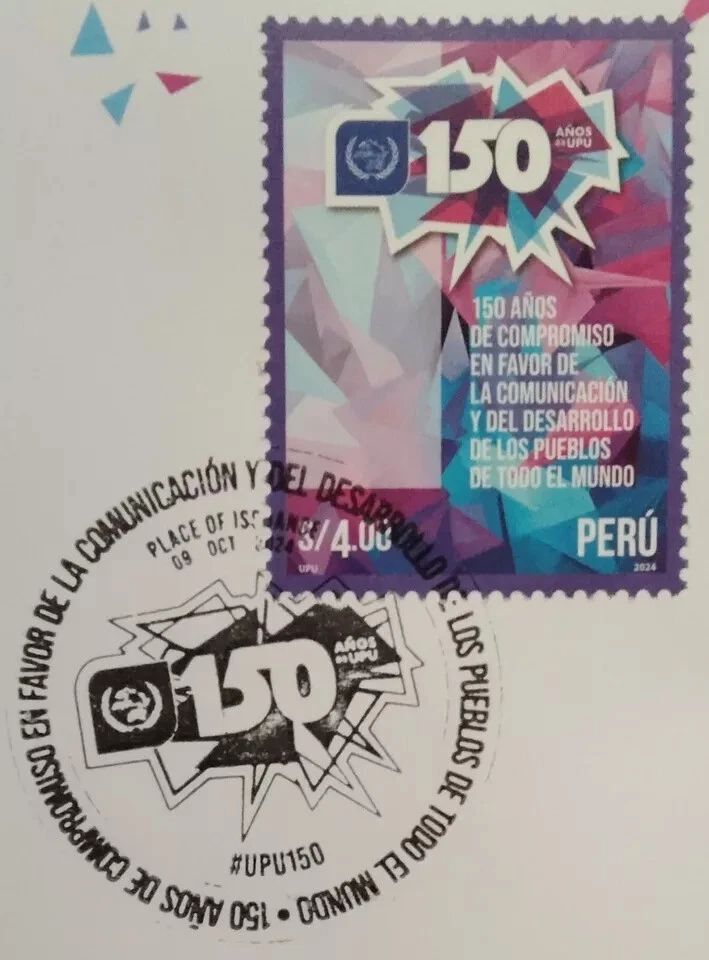 150
AÑOS
DE UPU
150 AÑOS
DE COMPROMISO
EN FAVOR DE
LA COMUNICACIÓN
Y DEL DESARROLLO
DE LOS PUEBLOS
DE TODO EL MUNDO
S/4.00
PERÚ
UPU
2024
150 AÑOS DE COMPROMISO EN FAVOR DE LA COMUNICACIÓN Y DEL DESARROLLO DE LOS PUEBLOS DE TODO EL MUNDO •
PLACE OF ISSUANCE
09 OCT 2024
150
AÑOS
DE UPU
#UPU150